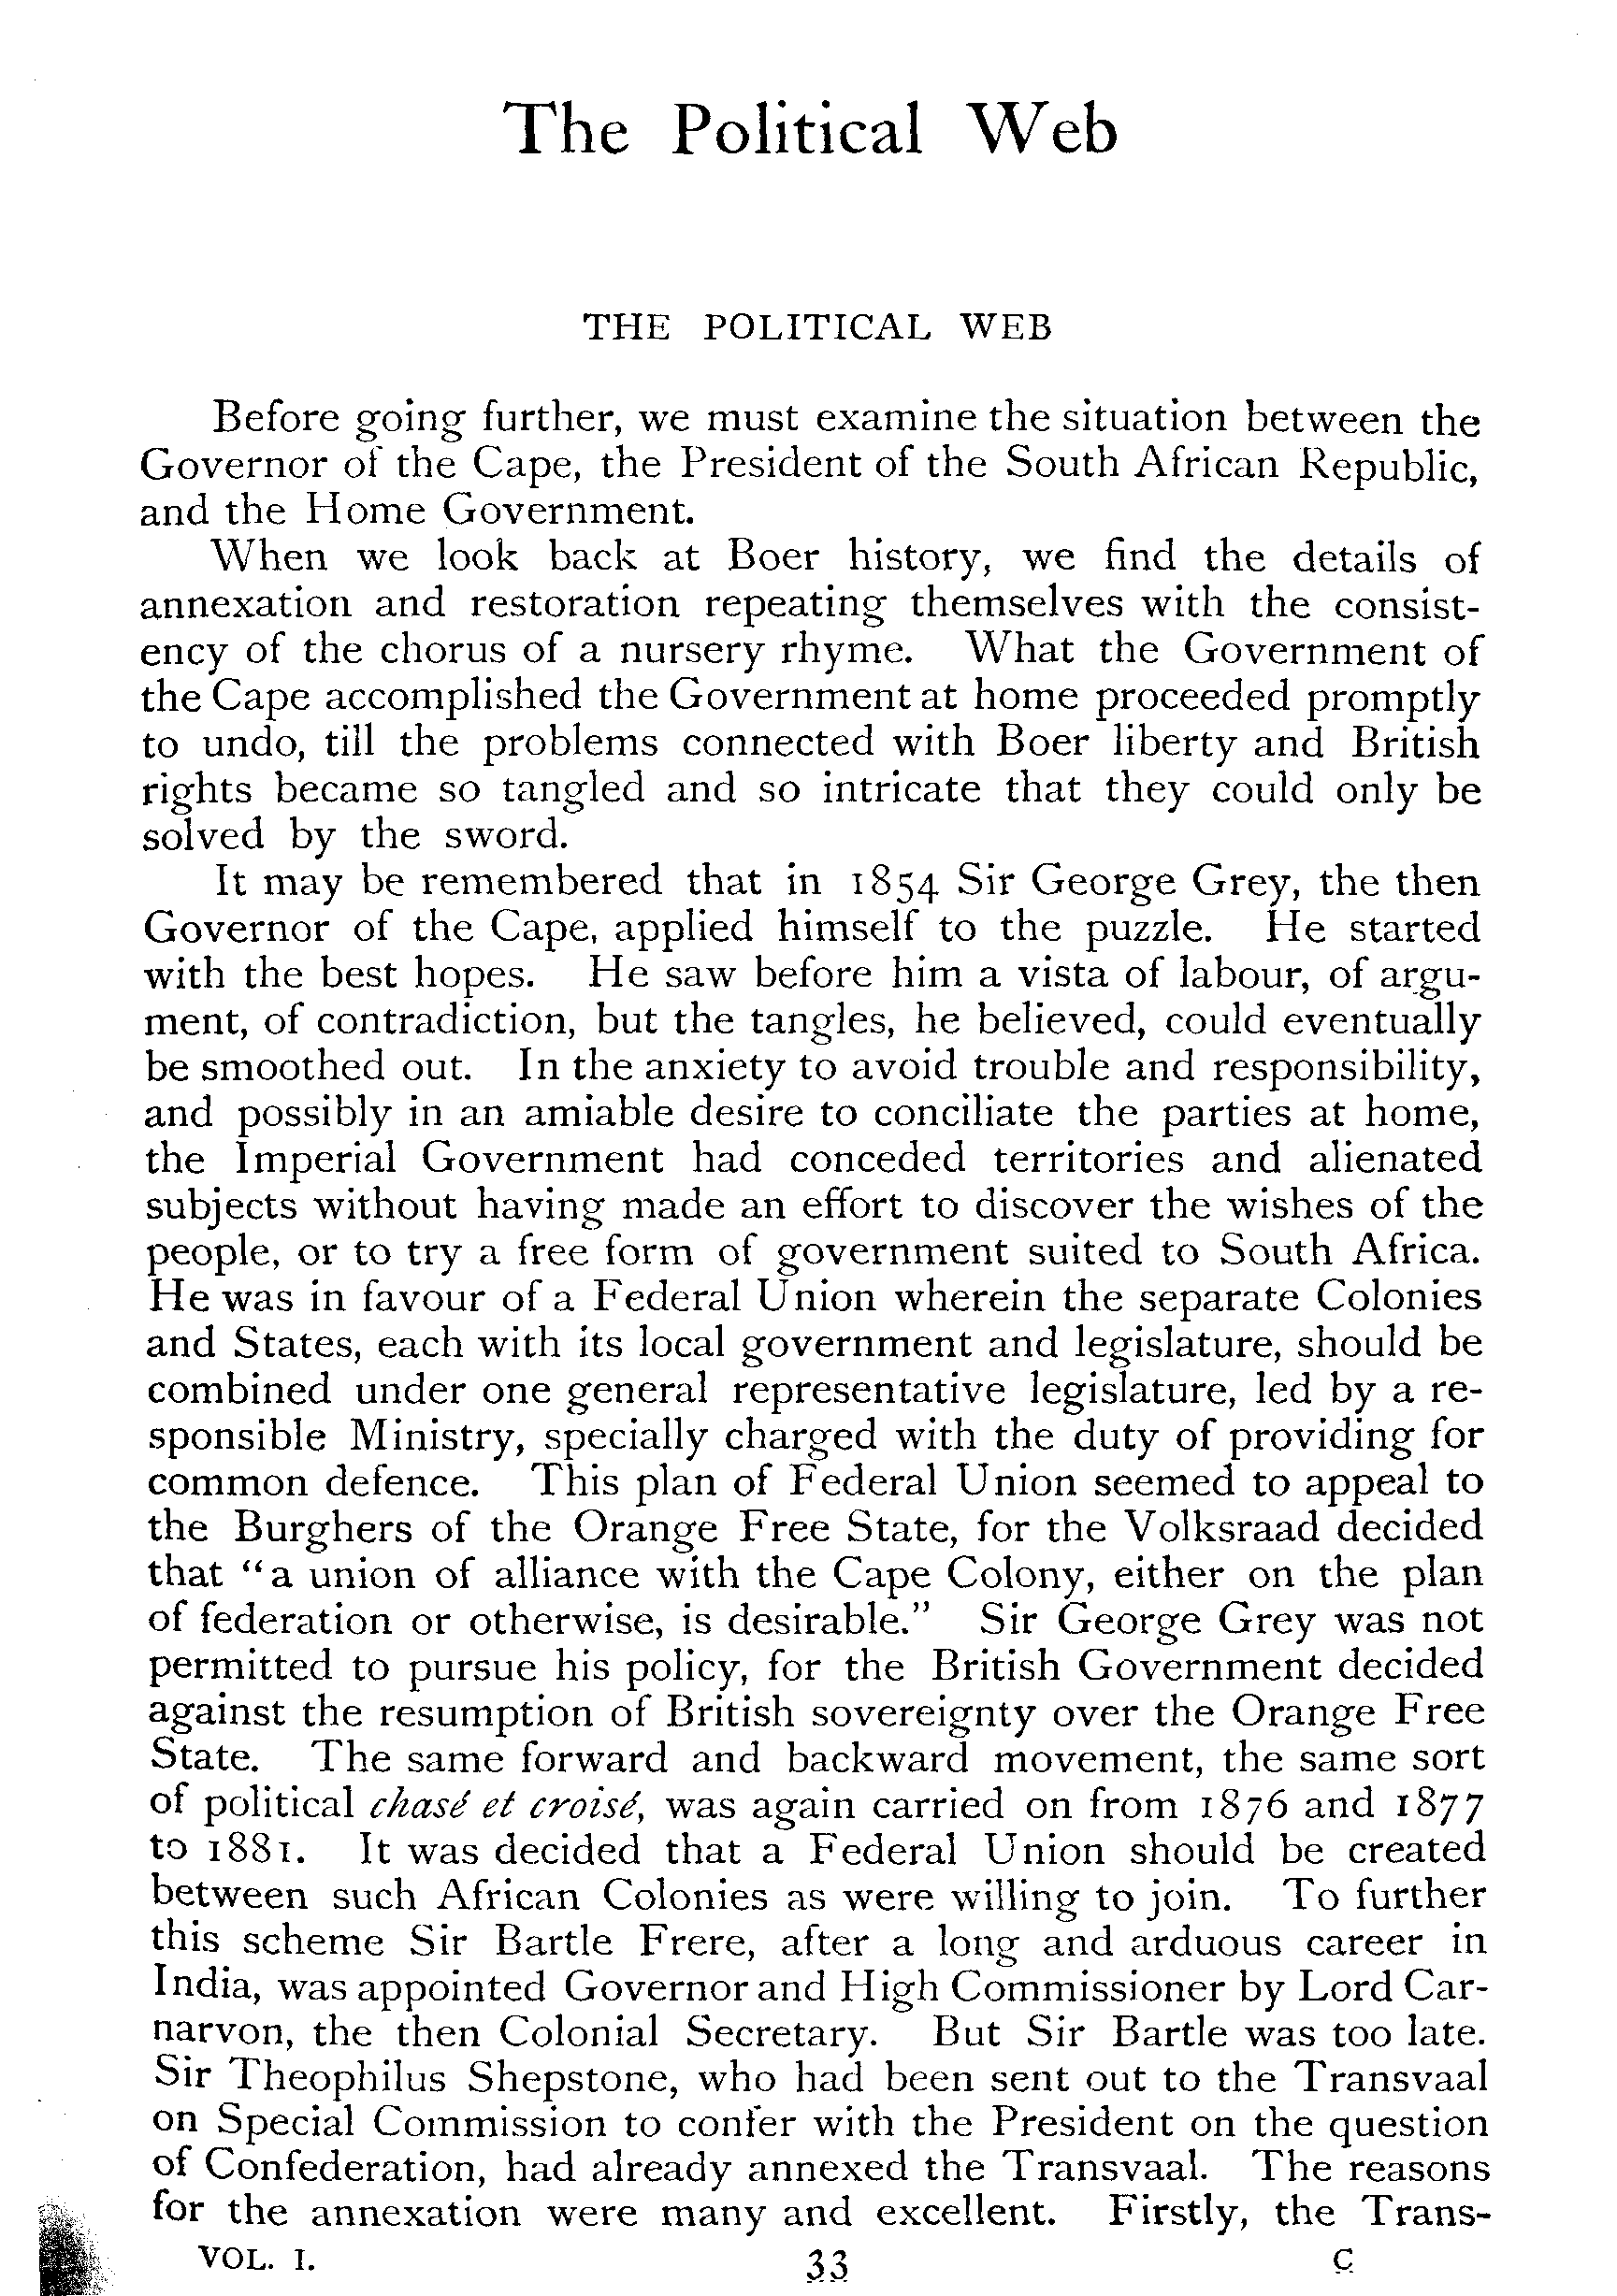 The Political Web
THE POLITICAL WEB
Before going further, we must examine the situation between the
Governor of the Cape, the President of the South African Republic,
and the Home Government.
When we look back at Boer history, we find the details of
annexation and restoration repeating themselves with the consist-
ency of the chorus of a nursery rhyme. What the Government of
the Cape accomplished the Government at home proceeded promptly
to undo, till the problems connected with Boer liberty and British
rights became so tangled and so intricate that they could only be
solved by the sword.
It may be remembered that in 1854 Sir George Grey, the then
Governor of the Cape, applied himself to the puzzle. He started
with the best hopes. He saw before him a vista of labour, of argu-
ment, of contradiction, but the tangles, he believed, could eventually
be smoothed out. In the anxiety to avoid trouble and responsibility,
and possibly in an amiable desire to conciliate the parties at home,
the Imperial Government had conceded territories and alienated
subjects without having made an effort to discover the wishes of the
people, or to try a free form of government suited to South Africa.
He was in favour of a Federal Union wherein the separate Colonies
and States, each with its local government and legislature, should be
combined under one general representative legislature, led by a re-
sponsible Ministry, specially charged with the duty of providing for
common defence. This plan of Federal Union seemed to appeal to
the Burghers of the Orange Free State, for the Volksraad decided
that "a union of alliance with the Cape Colony, either on the plan
of federation or otherwise, is desirable." Sir George Grey was not
permitted to pursue his policy, for the British Government decided
against the resumption of British sovereignty over the Orange Free
State. The same forward and backward movement, the same sort
of political chasé et croisé, was again carried on from 1876 and 1877
to 1881. It was decided that a Federal Union should be created
between such African Colonies as were willing to join. To further
this scheme Sir Bartle Frere, after a long and arduous career in
India, was appointed Governor and High Commissioner by Lord Car-
narvon, the then Colonial Secretary. But Sir Bartle was too late.
Sir Theophilus Shepstone, who had been sent out to the Transvaal
on Special Commission to confer with the President on the question
of Confederation, had already annexed the Transvaal. The reasons
for the annexation were many and excellent. Firstly, the Trans-
VOL. I. 33 C